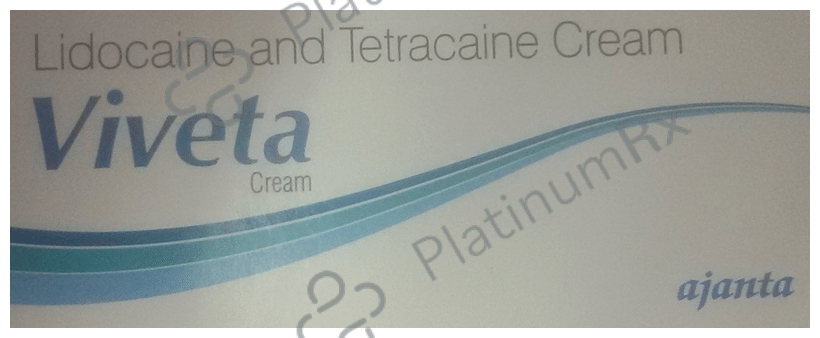 Lidocaine and Tetracaine Cream
Viveta
Cream
ajanta
PlatinumRx